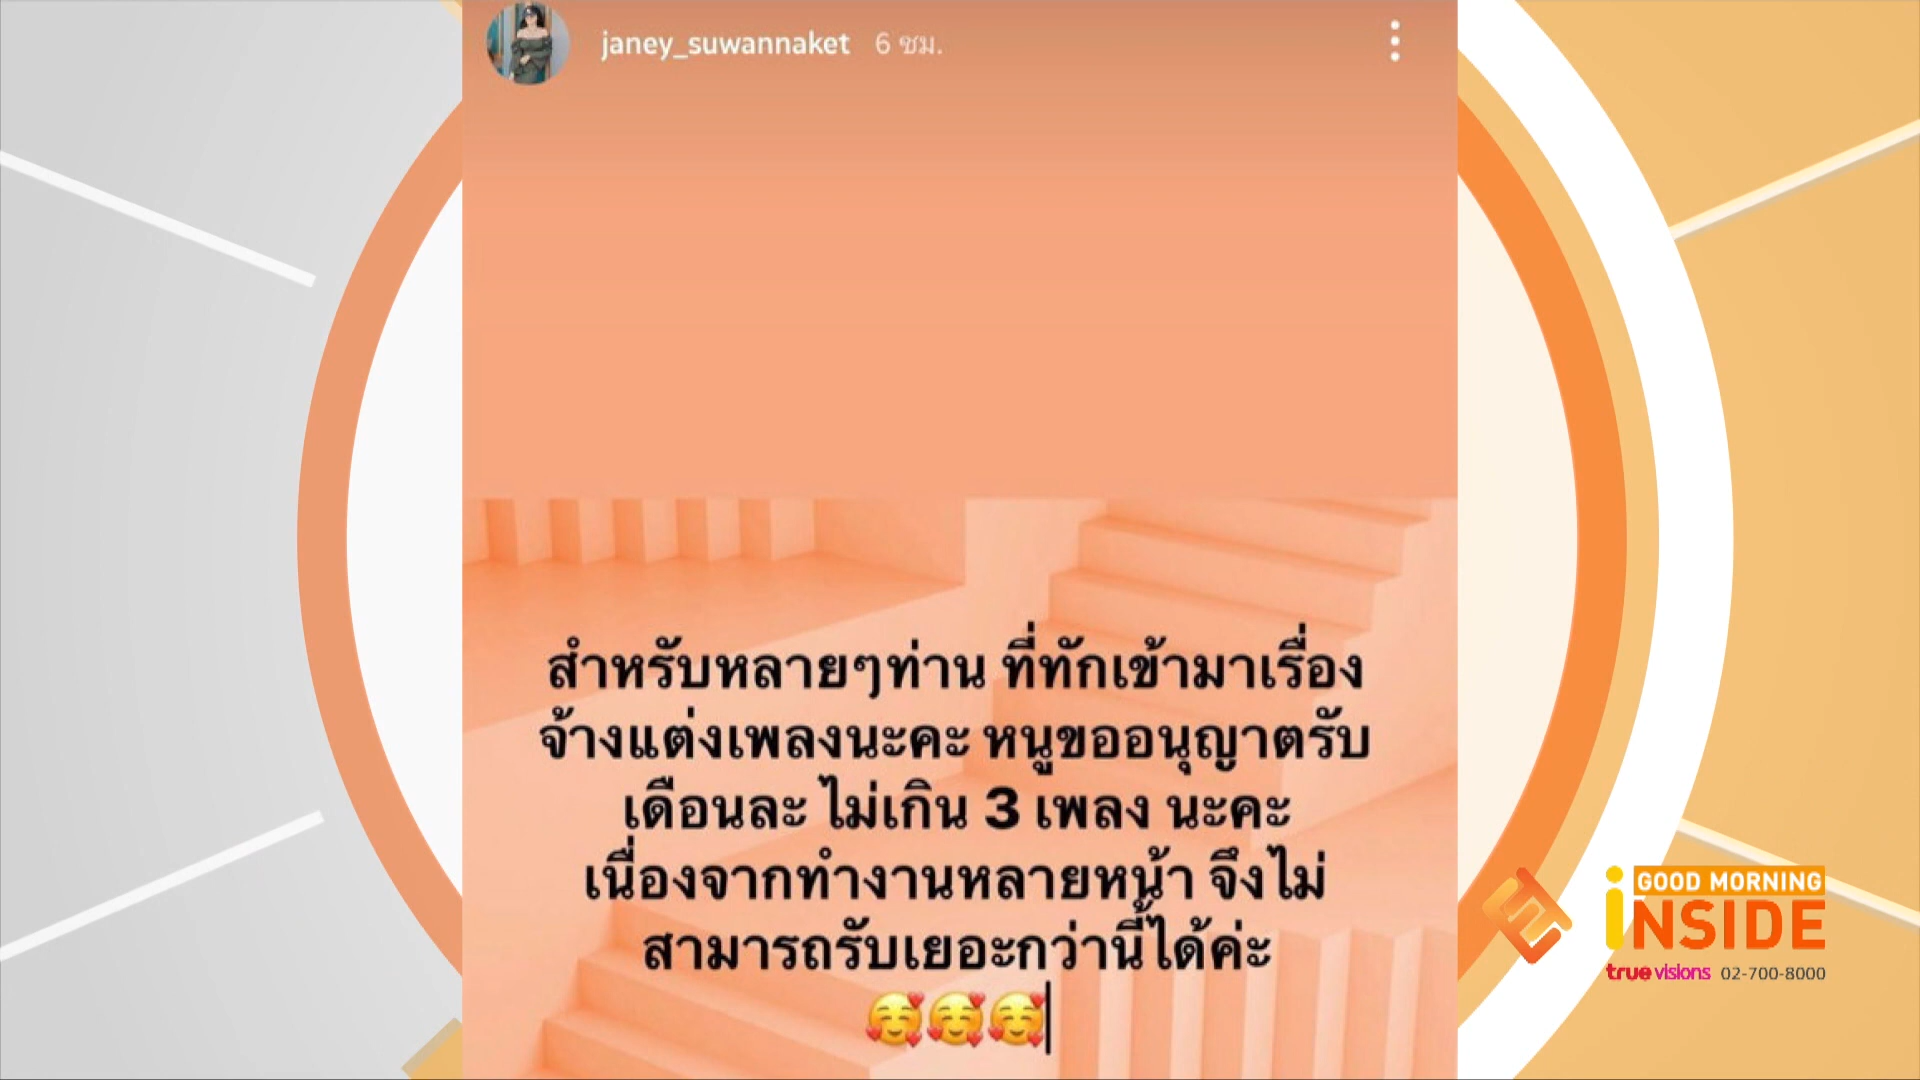 janey_suwannaket 6 ชม.
สำหรับหลายๆท่าน ที่ทักเข้ามาเรื่อง
จ้างแต่งเพลงนะคะ หนูขออนุญาตรับ
เดือนละ ไม่เกิน 3 เพลง นะคะ
เนื่องจากทำงานหลายหน้า จึงไม่
สามารถรับเยอะกว่านี้ได้ค่ะ
🥰🥰🥰
GOOD MORNING
iNSIDE
true visions 02-700-8000